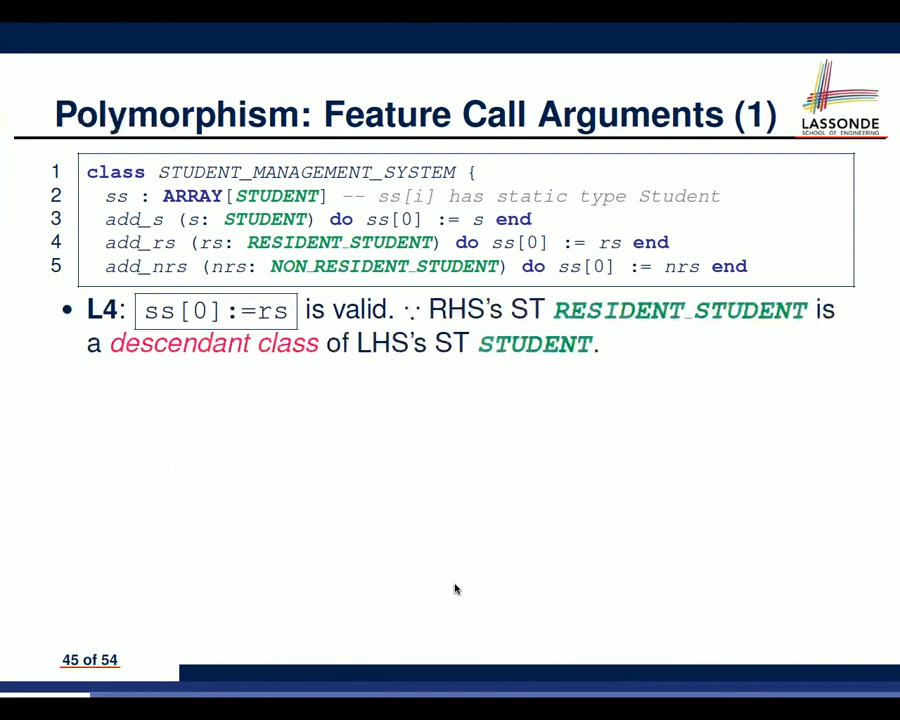 LASSONDE
SCHOOL OF ENGINEERING
Polymorphism: Feature Call Arguments (1)
1 class STUDENT_MANAGEMENT_SYSTEM {
2 ss : ARRAY[STUDENT] -- ss[i] has static type Student
3 add_s (s: STUDENT) do ss[0] := s end
4 add_rs (rs: RESIDENT_STUDENT) do ss[0] := rs end
5 add_nrs (nrs: NON_RESIDENT_STUDENT) do ss[0] := nrs end
• L4: ss[0]:=rs is valid. ∵ RHS's ST RESIDENT_STUDENT is
a descendant class of LHS's ST STUDENT.
45 of 54